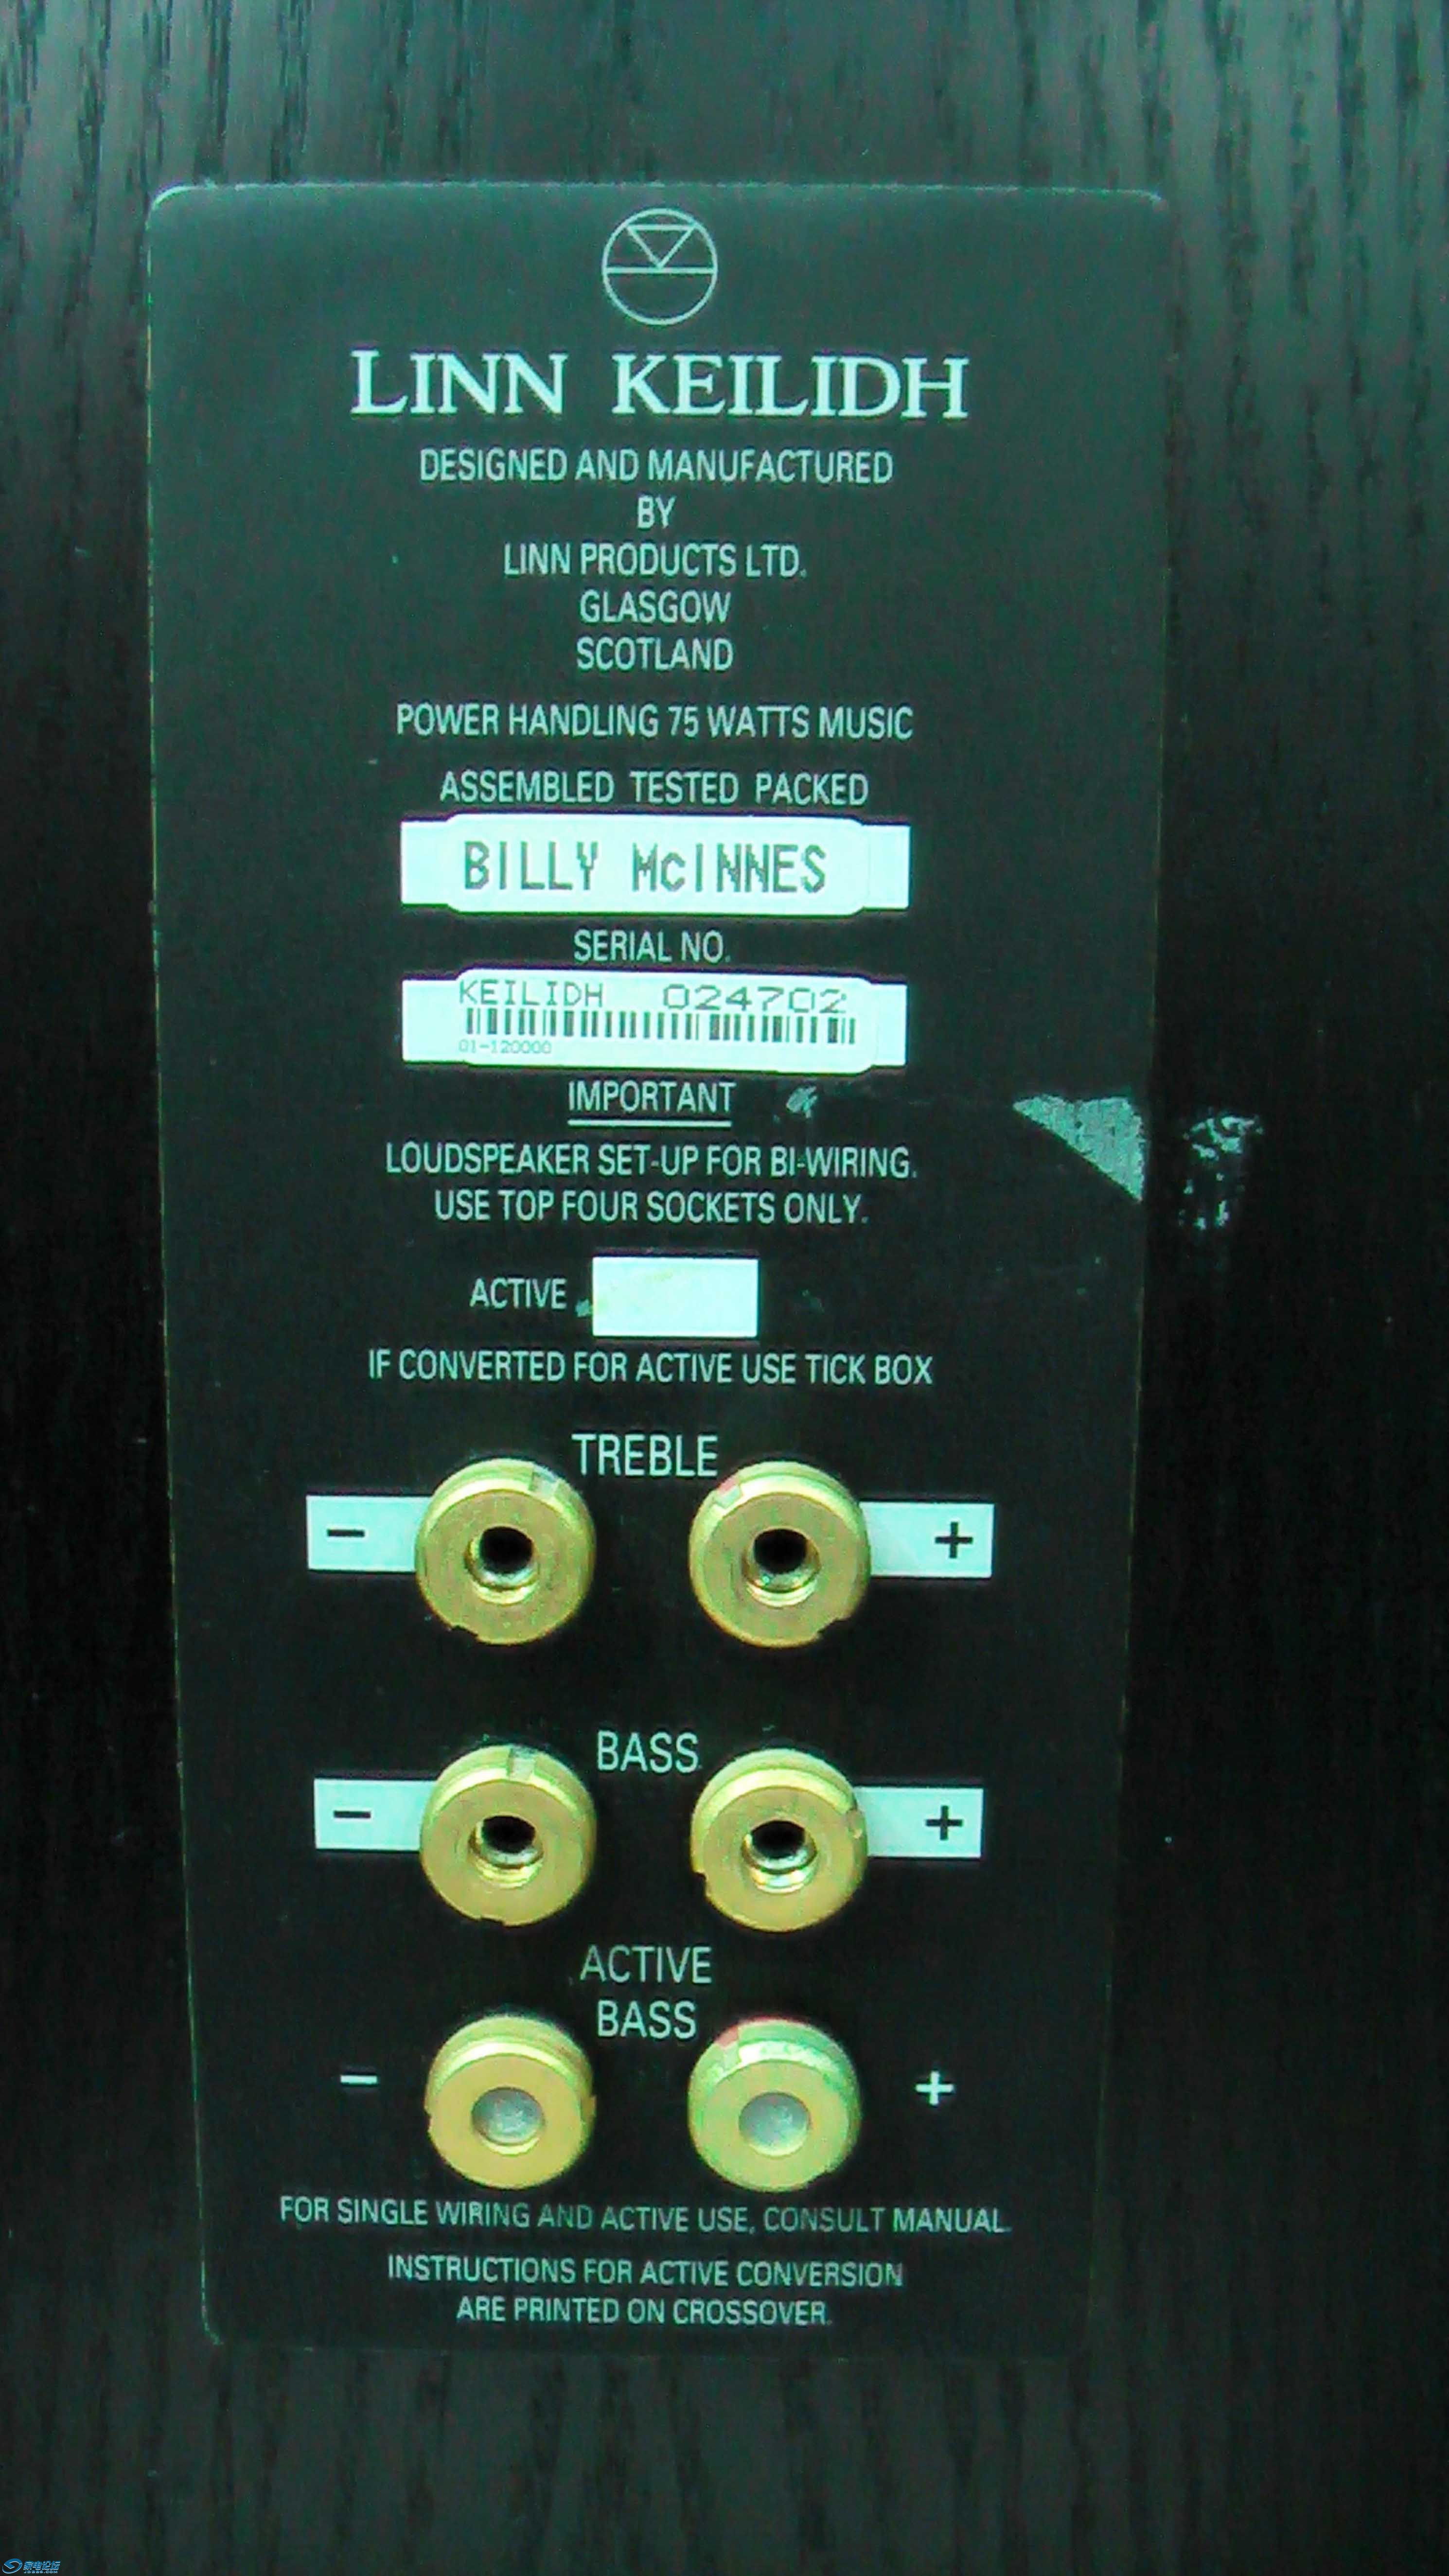 LINN KEILIDH
DESIGNED AND MANUFACTURED
BY
LINN PRODUCTS LTD.
GLASGOW
SCOTLAND
POWER HANDLING 75 WATTS MUSIC
ASSEMBLED TESTED PACKED
BILLY McINNES
SERIAL NO.
KEILIDH 024702
01-120000
IMPORTANT
LOUDSPEAKER SET-UP FOR BI-WIRING.
USE TOP FOUR SOCKETS ONLY.
ACTIVE
IF CONVERTED FOR ACTIVE USE TICK BOX
TREBLE
− +
BASS
− +
ACTIVE
BASS
− +
FOR SINGLE WIRING AND ACTIVE USE, CONSULT MANUAL.
INSTRUCTIONS FOR ACTIVE CONVERSION
ARE PRINTED ON CROSSOVER.